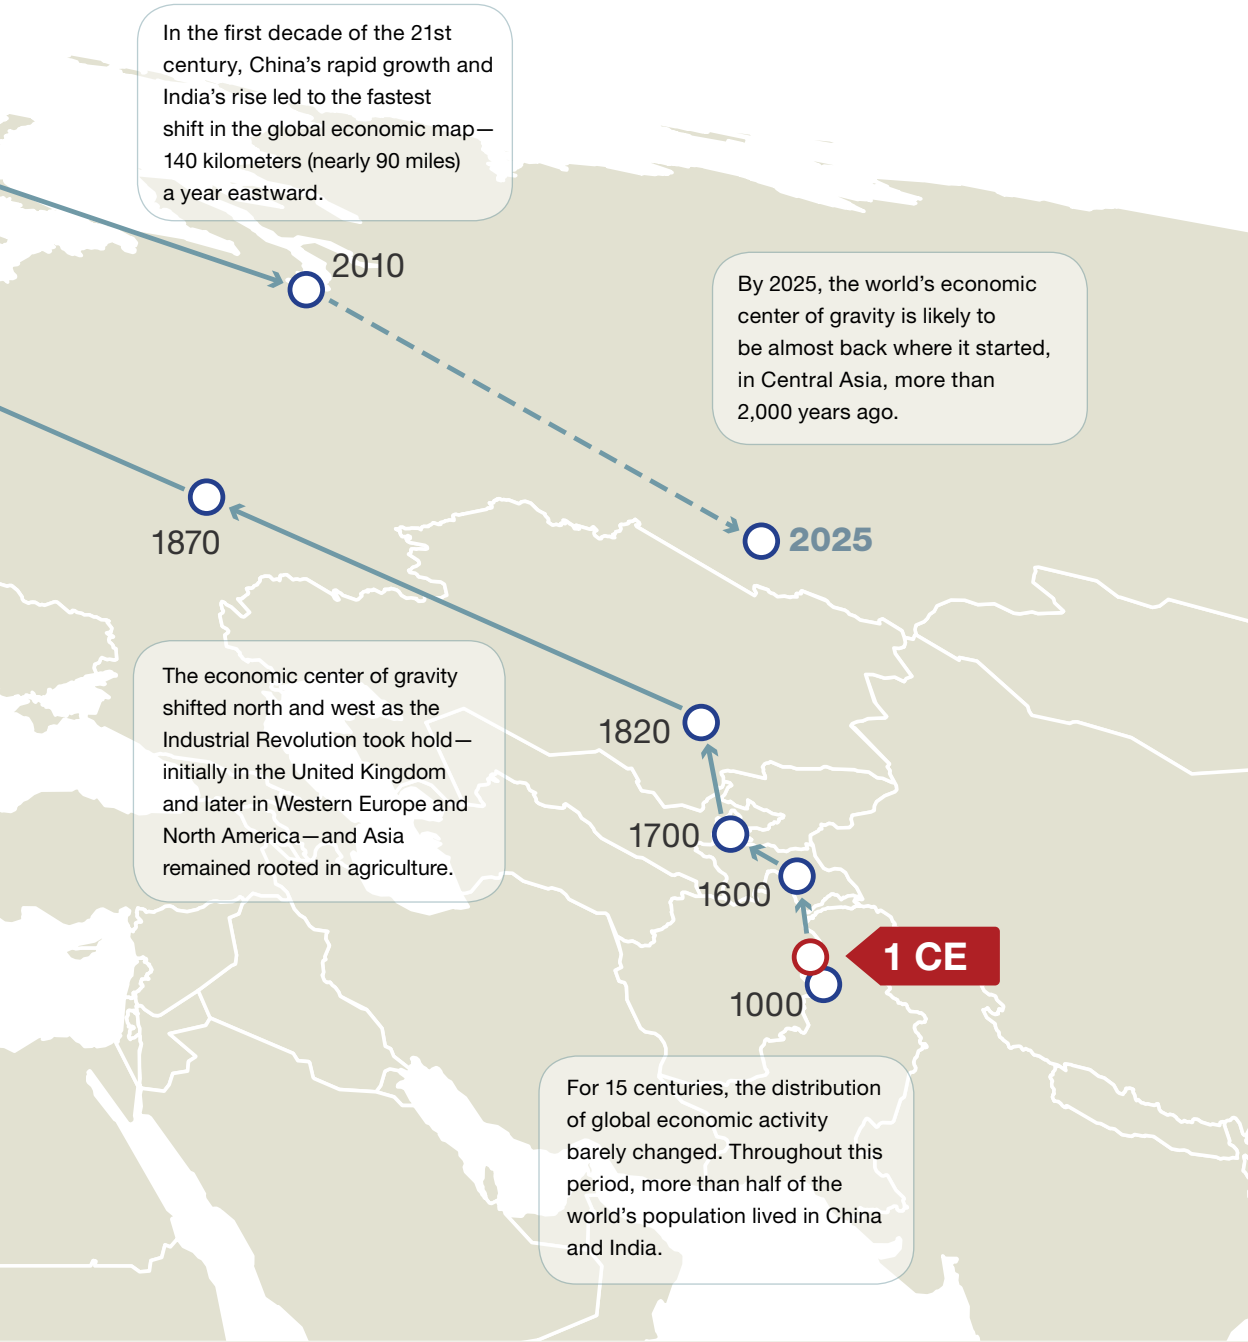 In the first decade of the 21st
century, China’s rapid growth and
India’s rise led to the fastest
shift in the global economic map—
140 kilometers (nearly 90 miles)
a year eastward.
2010
By 2025, the world’s economic
center of gravity is likely to
be almost back where it started,
in Central Asia, more than
2,000 years ago.
1870
2025
The economic center of gravity
shifted north and west as the
Industrial Revolution took hold—
initially in the United Kingdom
and later in Western Europe and
North America—and Asia
remained rooted in agriculture.
1820
1700
1600
1 CE
1000
For 15 centuries, the distribution
of global economic activity
barely changed. Throughout this
period, more than half of the
world’s population lived in China
and India.